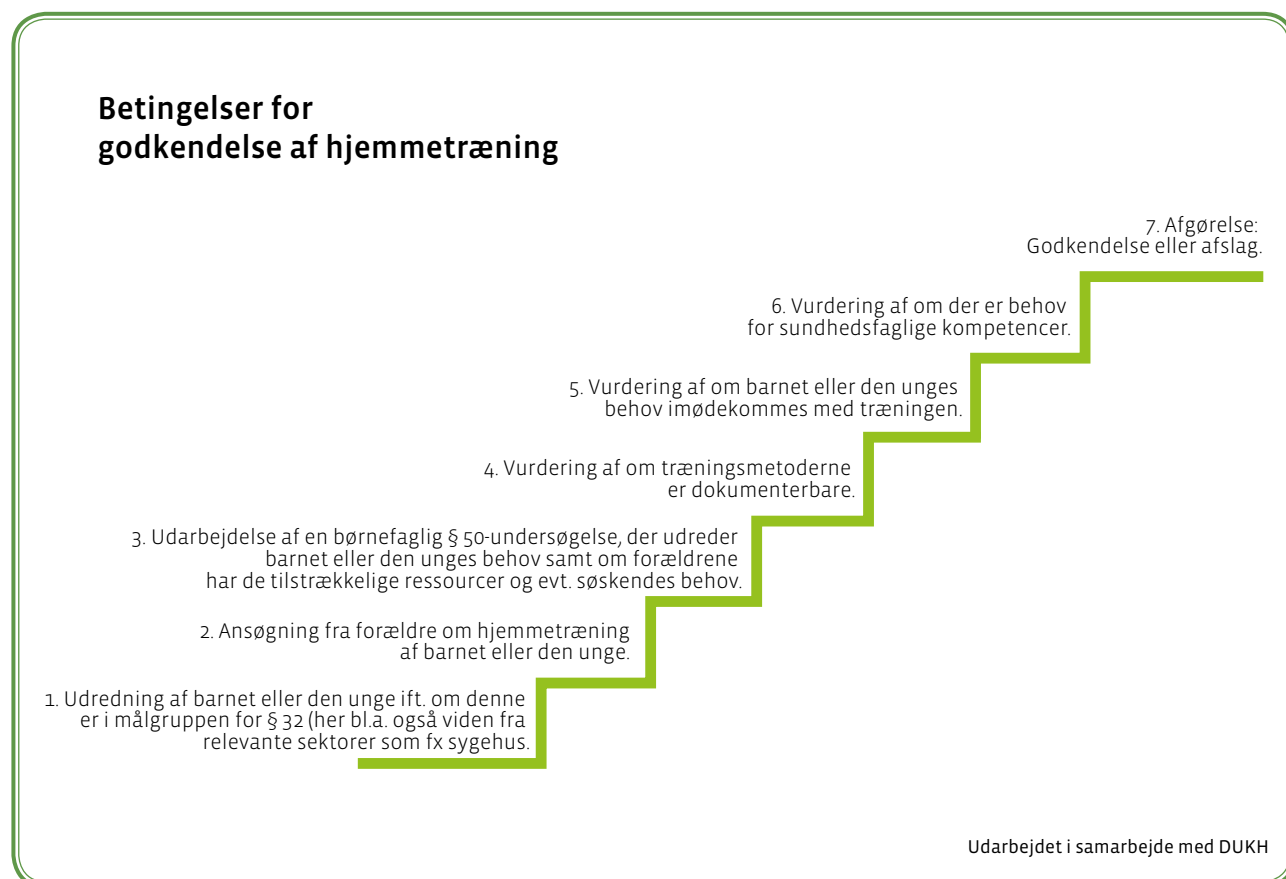 Betingelser for
godkendelse af hjemmetræning
7. Afgørelse:
Godkendelse eller afslag.
6. Vurdering af om der er behov
for sundhedsfaglige kompetencer.
5. Vurdering af om barnet eller den unges
behov imødekommes med træningen.
4. Vurdering af om træningsmetoderne
er dokumenterbare.
3. Udarbejdelse af en børnefaglig § 50-undersøgelse, der udreder
barnet eller den unges behov samt om forældrene
har de tilstrækkelige ressourcer og evt. søskendes behov.
2. Ansøgning fra forældre om hjemmetræning
af barnet eller den unge.
1. Udredning af barnet eller den unge ift. om denne
er i målgruppen for § 32 (her bl.a. også viden fra
relevante sektorer som fx sygehus.
Udarbejdet i samarbejde med DUKH